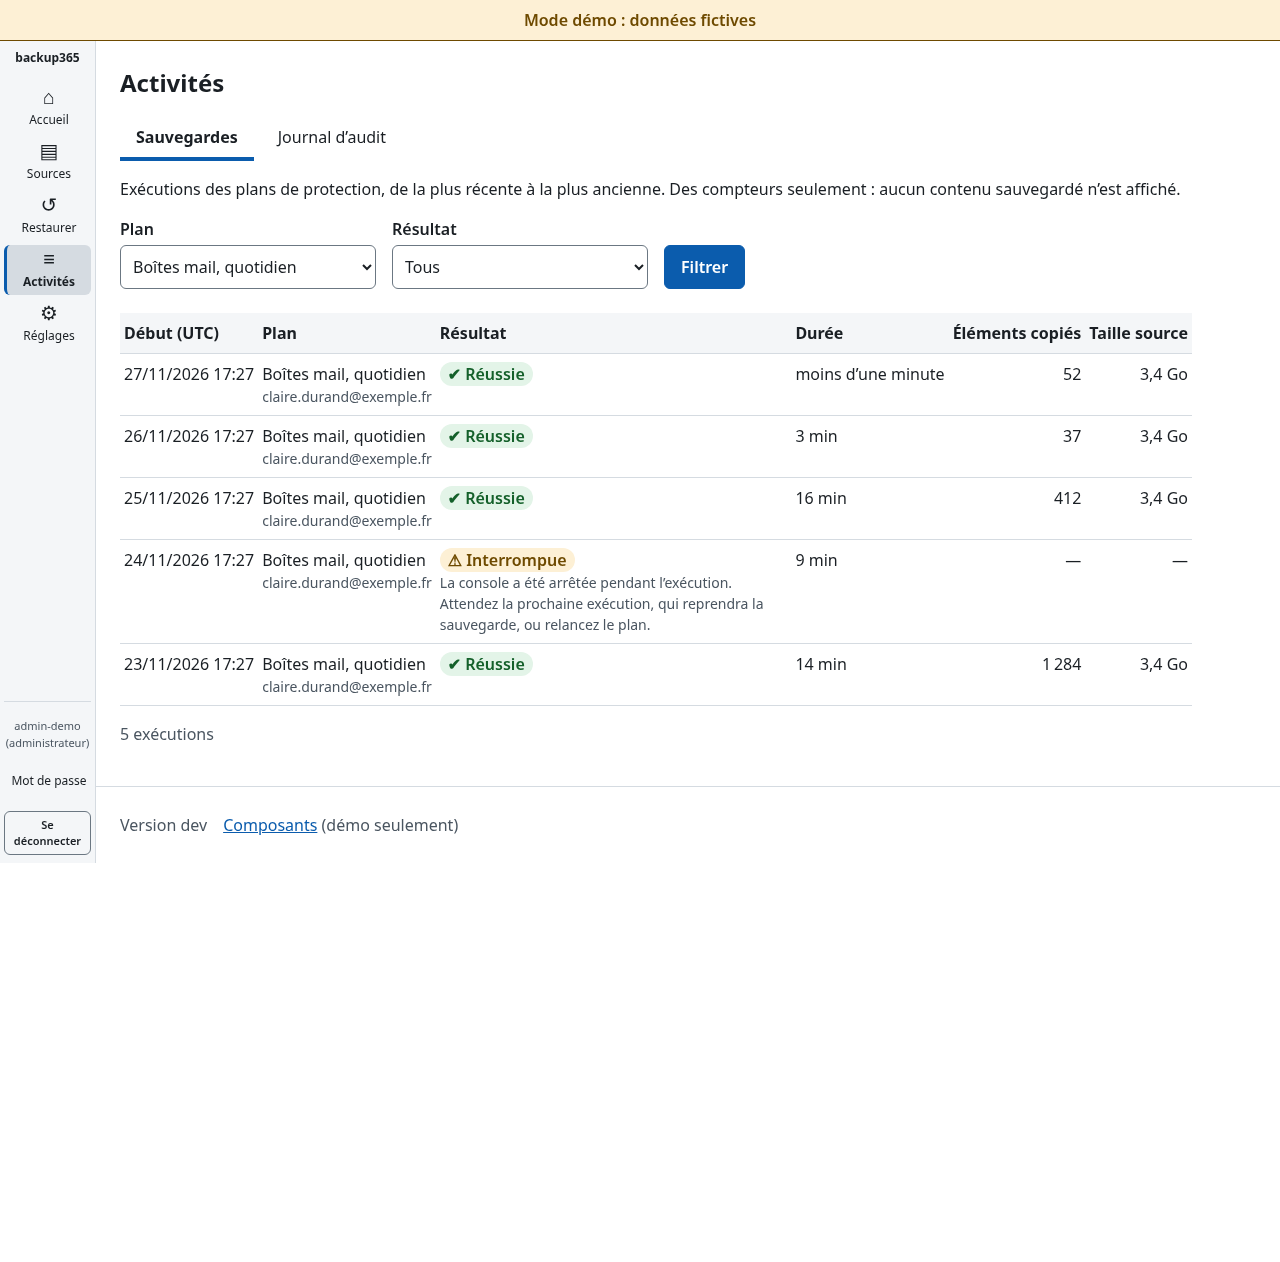 Mode démo : données fictives
backup365
Accueil
Sources
Restaurer
Activités
Réglages
admin-demo
(administrateur)
Mot de passe
Se
déconnecter
Activités
Sauvegardes
Journal d’audit
Exécutions des plans de protection, de la plus récente à la plus ancienne. Des compteurs seulement : aucun contenu sauvegardé n’est affiché.
Plan
Résultat
Boîtes mail, quotidien
Tous
Filtrer
Début (UTC) Plan Résultat Durée Éléments copiés Taille source
27/11/2026 17:27 Boîtes mail, quotidien ✔ Réussie moins d’une minute 52 3,4 Go
claire.durand@exemple.fr
26/11/2026 17:27 Boîtes mail, quotidien ✔ Réussie 3 min 37 3,4 Go
claire.durand@exemple.fr
25/11/2026 17:27 Boîtes mail, quotidien ✔ Réussie 16 min 412 3,4 Go
claire.durand@exemple.fr
24/11/2026 17:27 Boîtes mail, quotidien ⚠ Interrompue 9 min — —
claire.durand@exemple.fr La console a été arrêtée pendant l’exécution.
Attendez la prochaine exécution, qui reprendra la
sauvegarde, ou relancez le plan.
23/11/2026 17:27 Boîtes mail, quotidien ✔ Réussie 14 min 1 284 3,4 Go
claire.durand@exemple.fr
5 exécutions
Version dev Composants (démo seulement)